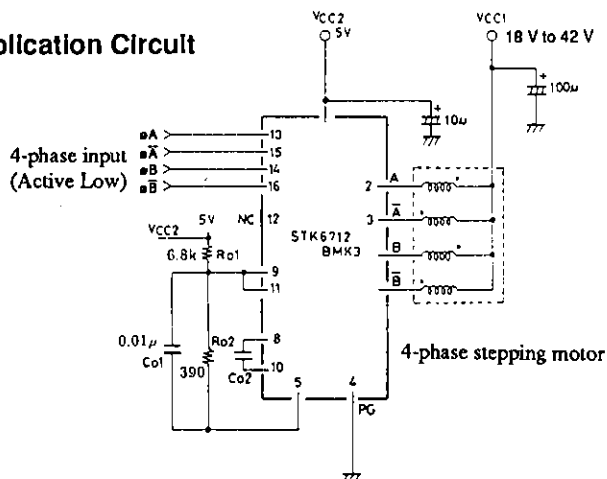 plication Circuit
VCC2
5V
VCC1
18 V to 42 V
+
10μ
+
100μ
4-phase input
(Active Low)
øA
øA̅
øB
øB̅
13
15
14
16
NC
12
STK6712
BMK3
2
A
3
A̅
B
B̅
VCC2
5V
6.8k
Ro1
9
11
0.01μ
Co1
Ro2
390
8
Co2
10
5
4
PG
4-phase stepping motor